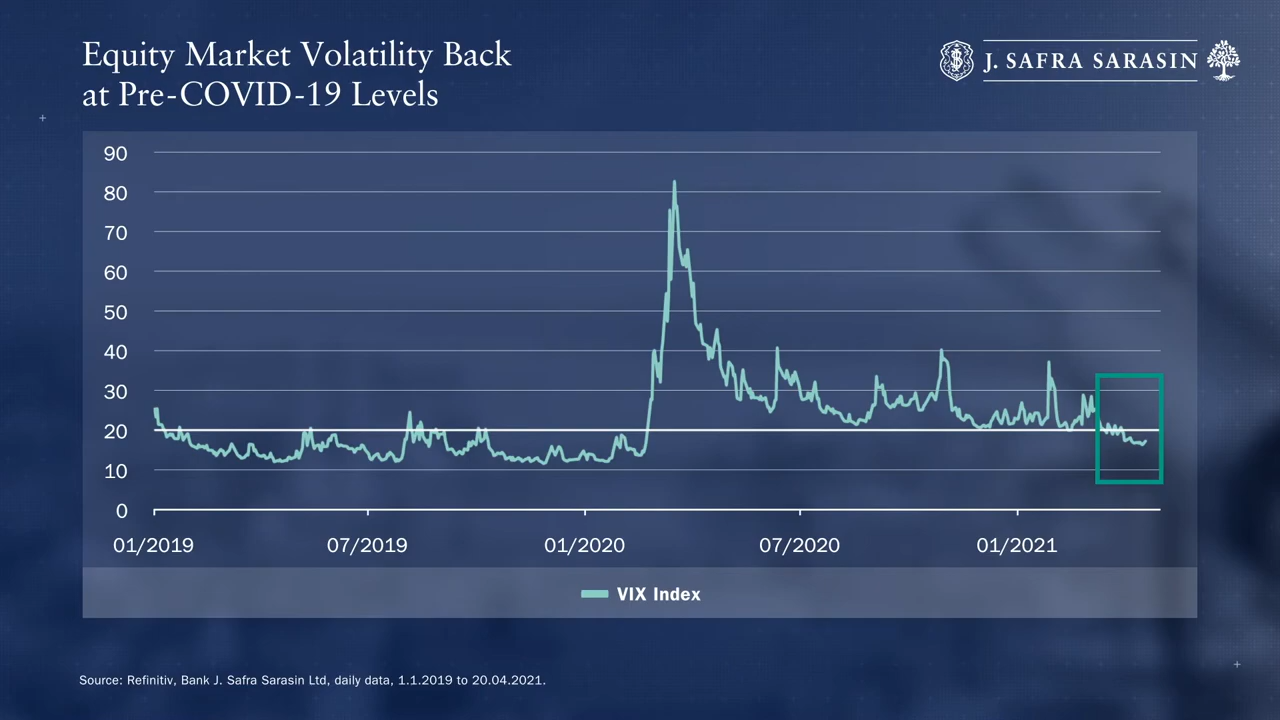 Equity Market Volatility Back
at Pre-COVID-19 Levels
J. SAFRA SARASIN
90
80
70
60
50
40
30
20
10
0
01/2019 07/2019 01/2020 07/2020 01/2021
VIX Index
Source: Refinitiv, Bank J. Safra Sarasin Ltd, daily data, 1.1.2019 to 20.04.2021.